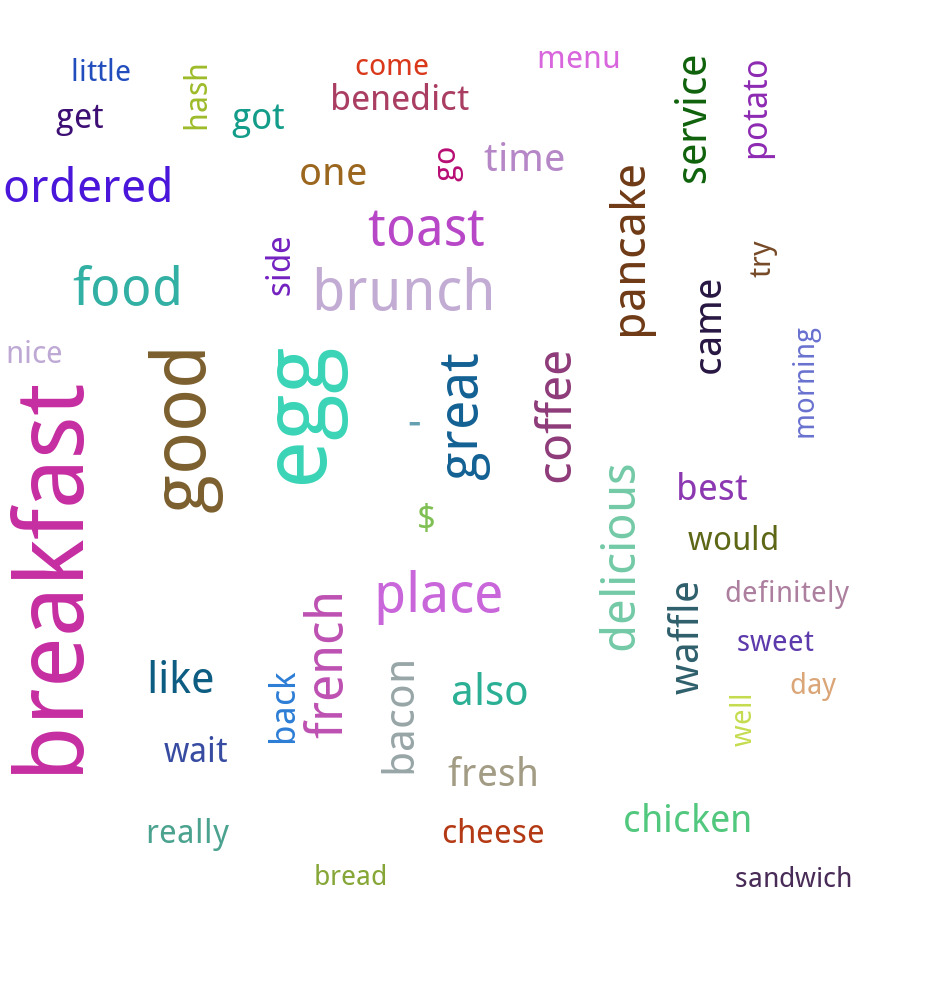 little
hash
come
menu
service
potato
get
got
benedict
ordered
one
go
time
pancake
toast
side
food
brunch
try
came
nice
morning
good
egg
-
great
coffee
breakfast
$
delicious
best
would
place
french
waffle
definitely
sweet
like
back
bacon
also
day
well
wait
fresh
really
cheese
chicken
bread
sandwich